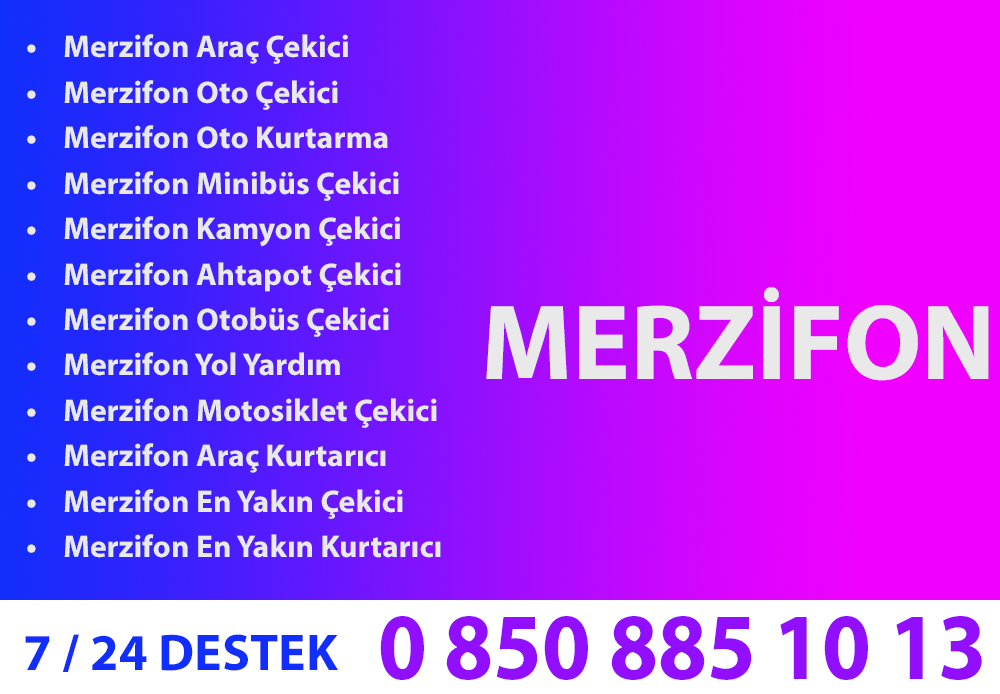 • Merzifon Araç Çekici
• Merzifon Oto Çekici
• Merzifon Oto Kurtarma
• Merzifon Minibüs Çekici
• Merzifon Kamyon Çekici
• Merzifon Ahtapot Çekici
• Merzifon Otobüs Çekici
• Merzifon Yol Yardım
• Merzifon Motosiklet Çekici
• Merzifon Araç Kurtarıcı
• Merzifon En Yakın Çekici
• Merzifon En Yakın Kurtarıcı
MERZİFON
7 / 24 DESTEK 0 850 885 10 13